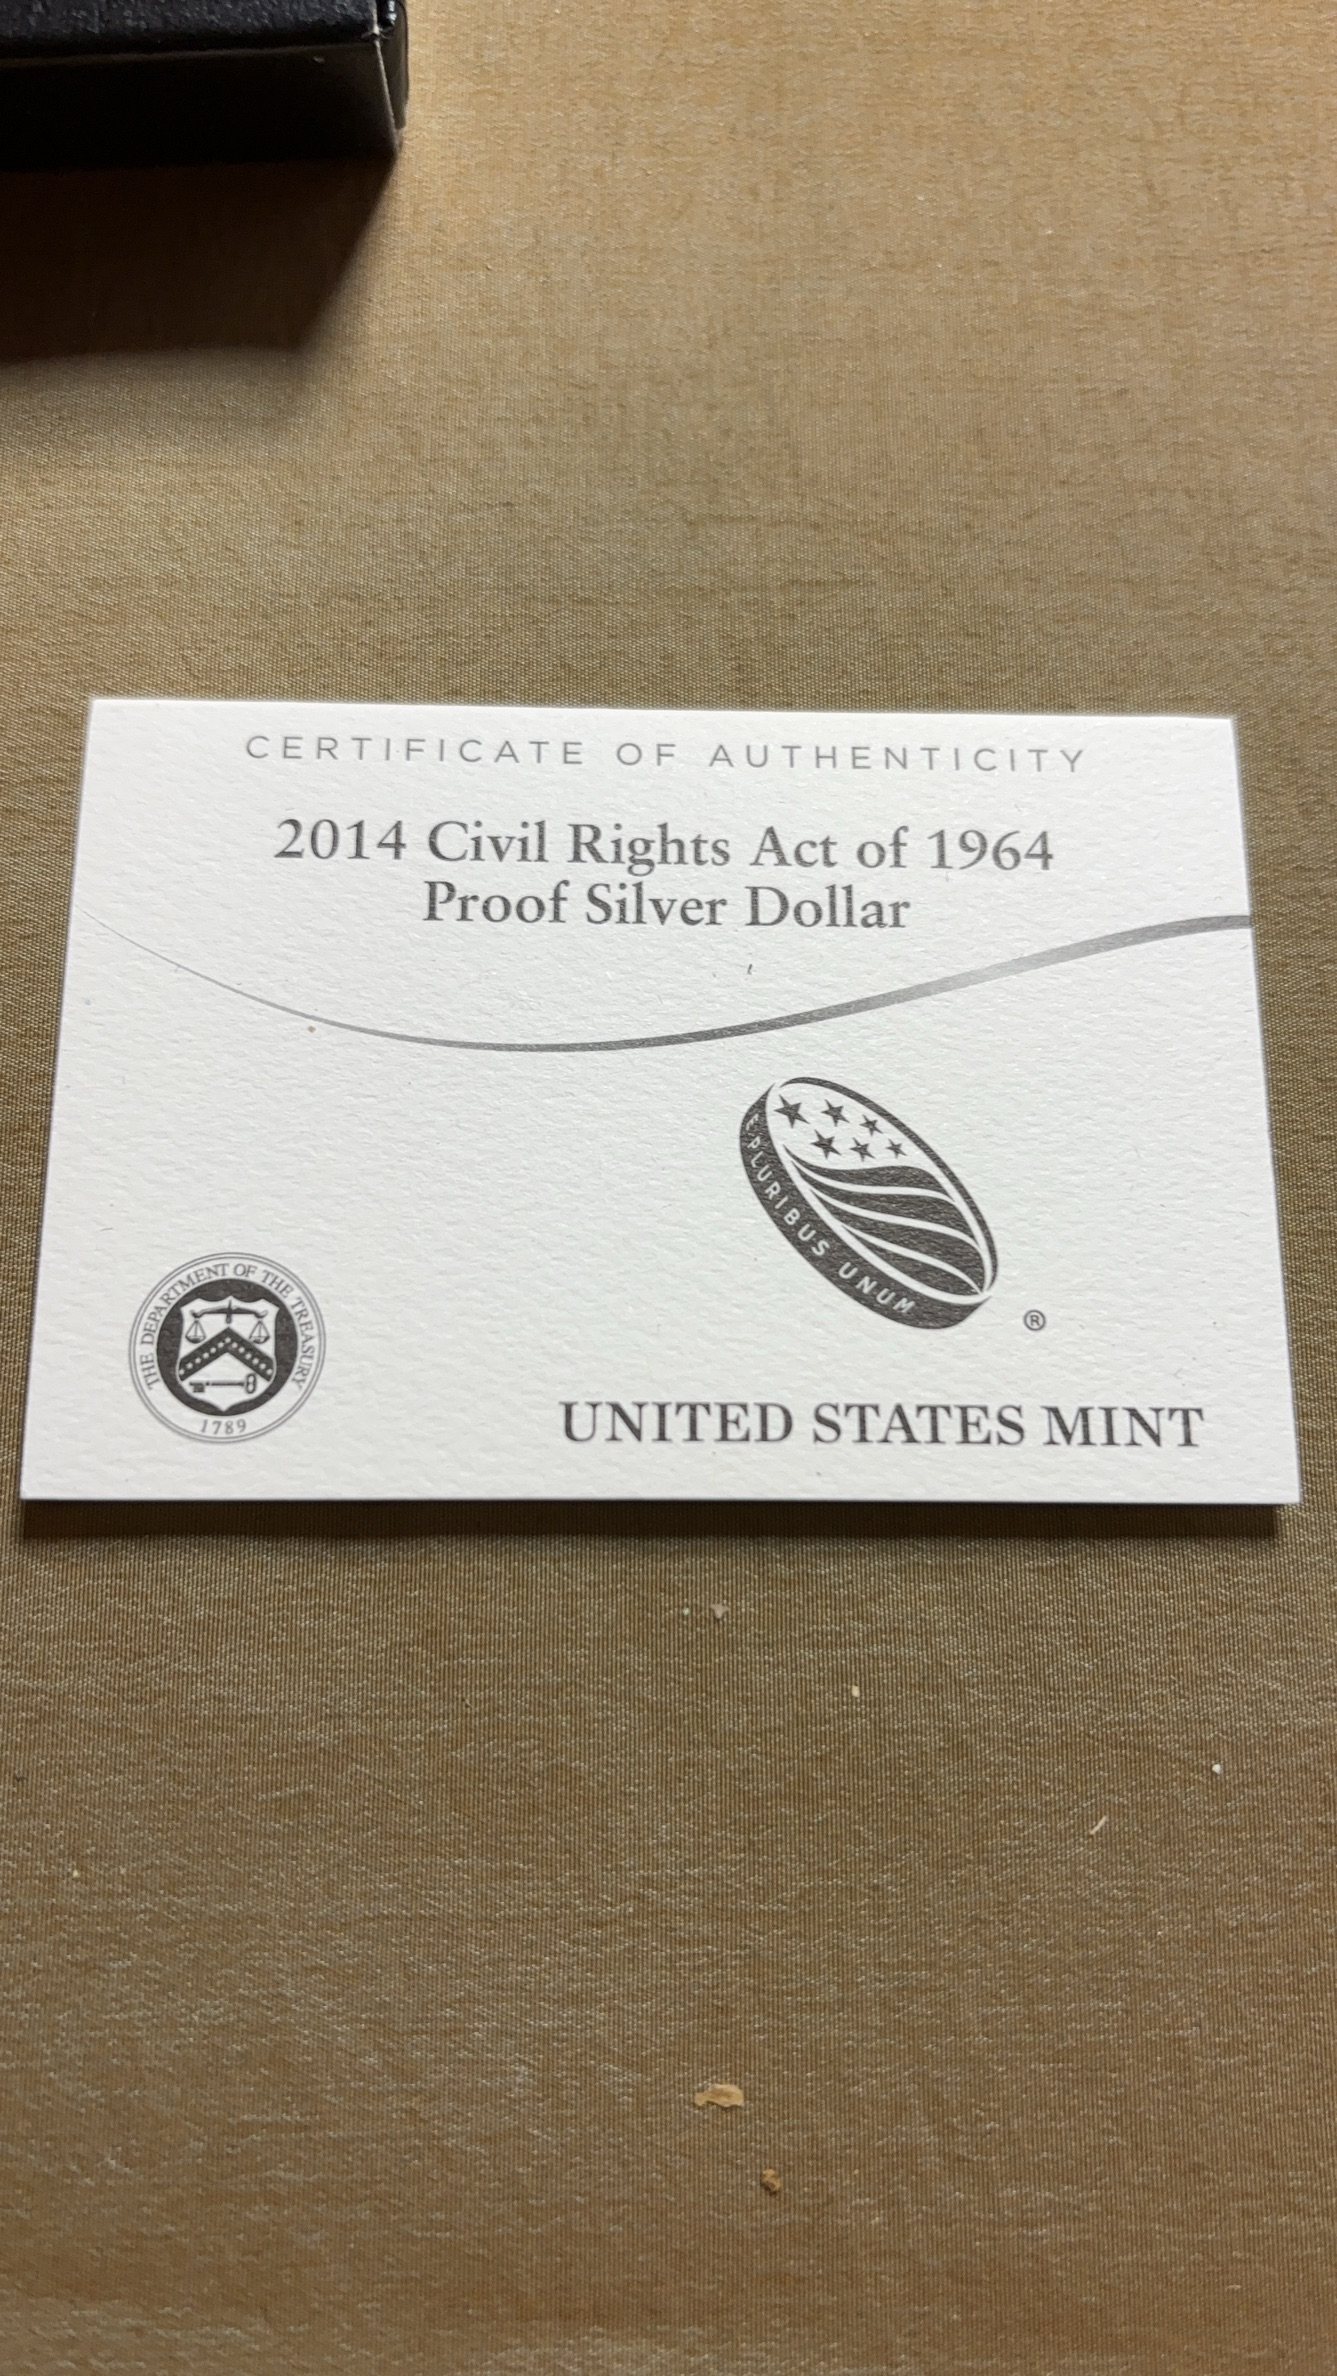 CERTIFICATE OF AUTHENTICITY
2014 Civil Rights Act of 1964
Proof Silver Dollar
E PLURIBUS UNUM
®
THE DEPARTMENT OF THE TREASURY
1789
UNITED STATES MINT